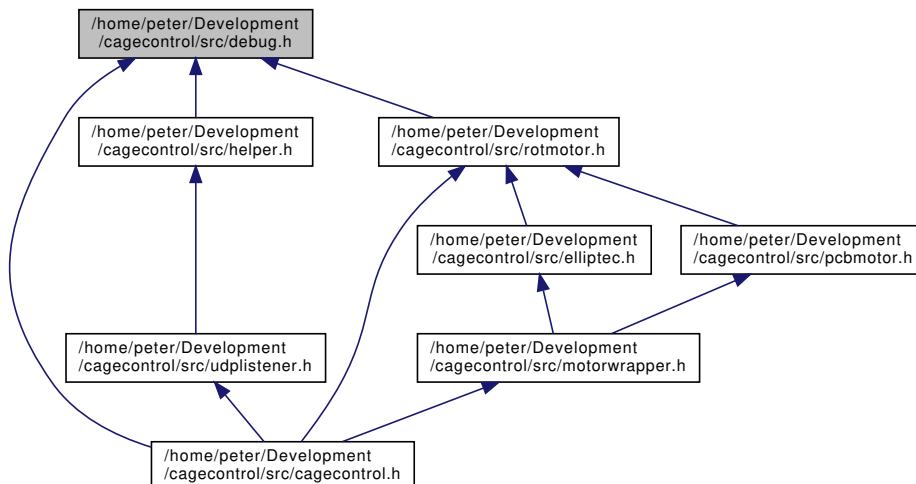 /home/peter/Development
/cagecontrol/src/debug.h
/home/peter/Development
/cagecontrol/src/helper.h
/home/peter/Development
/cagecontrol/src/rotmotor.h
/home/peter/Development
/cagecontrol/src/elliptec.h
/home/peter/Development
/cagecontrol/src/pcbmotor.h
/home/peter/Development
/cagecontrol/src/udplistener.h
/home/peter/Development
/cagecontrol/src/motorwrapper.h
/home/peter/Development
/cagecontrol/src/cagecontrol.h